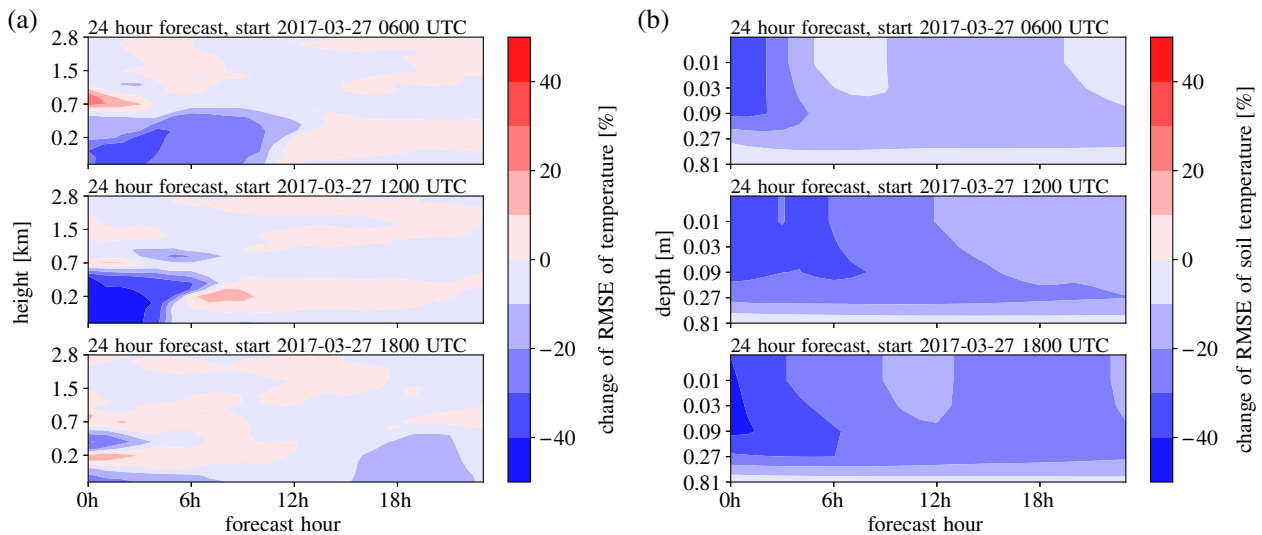 (a)
24 hour forecast, start 2017-03-27 0600 UTC
2.8
1.5
0.7
0.2
24 hour forecast, start 2017-03-27 1200 UTC
2.8
1.5
0.7
0.2
24 hour forecast, start 2017-03-27 1800 UTC
2.8
1.5
0.7
0.2
0h 6h 12h 18h
forecast hour
height [km]
40
20
0
−20
−40
change of RMSE of temperature [%]
(b)
24 hour forecast, start 2017-03-27 0600 UTC
0.01
0.03
0.09
0.27
0.81
24 hour forecast, start 2017-03-27 1200 UTC
0.01
0.03
0.09
0.27
0.81
24 hour forecast, start 2017-03-27 1800 UTC
0.01
0.03
0.09
0.27
0.81
0h 6h 12h 18h
forecast hour
depth [m]
40
20
0
−20
−40
change of RMSE of soil temperature [%]